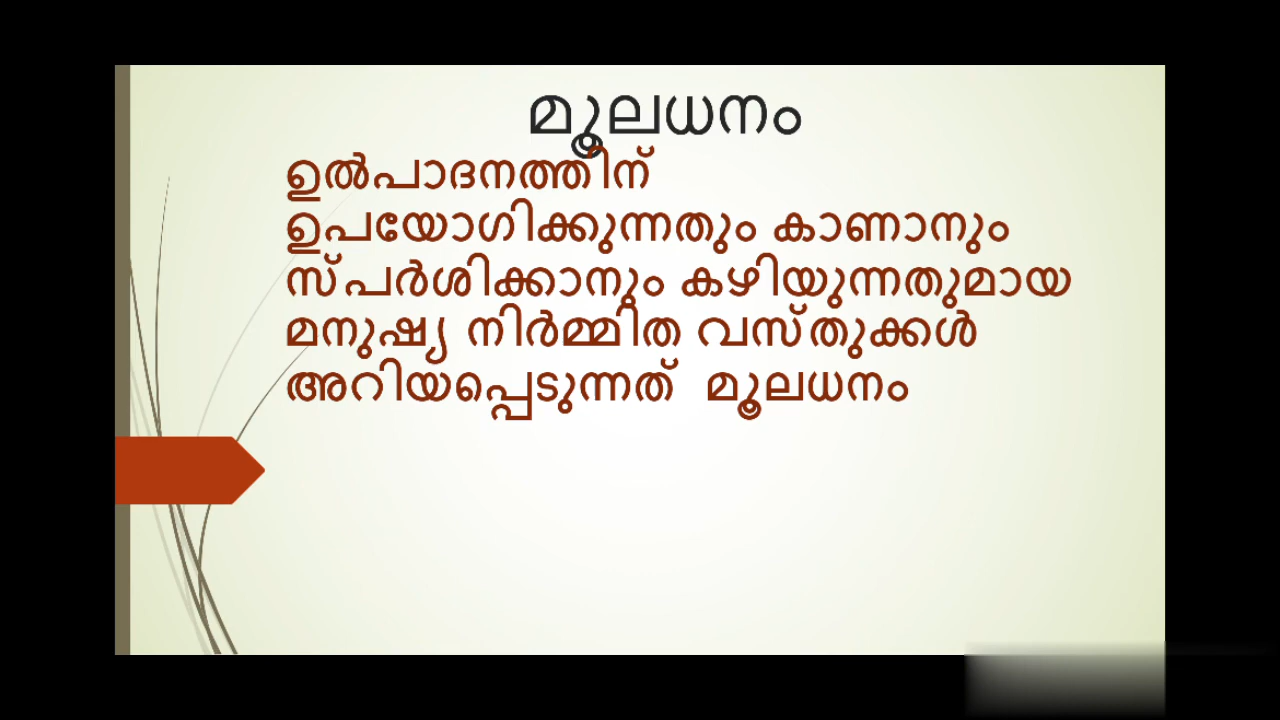 മൂലധനം
ഉൽപാദനത്തിന്
ഉപയോഗിക്കുന്നതും കാണാനും
സ്പർശിക്കാനും കഴിയുന്നതുമായ
മനുഷ്യ നിർമ്മിത വസ്തുക്കൾ
അറിയപ്പെടുന്നത് മൂലധനം